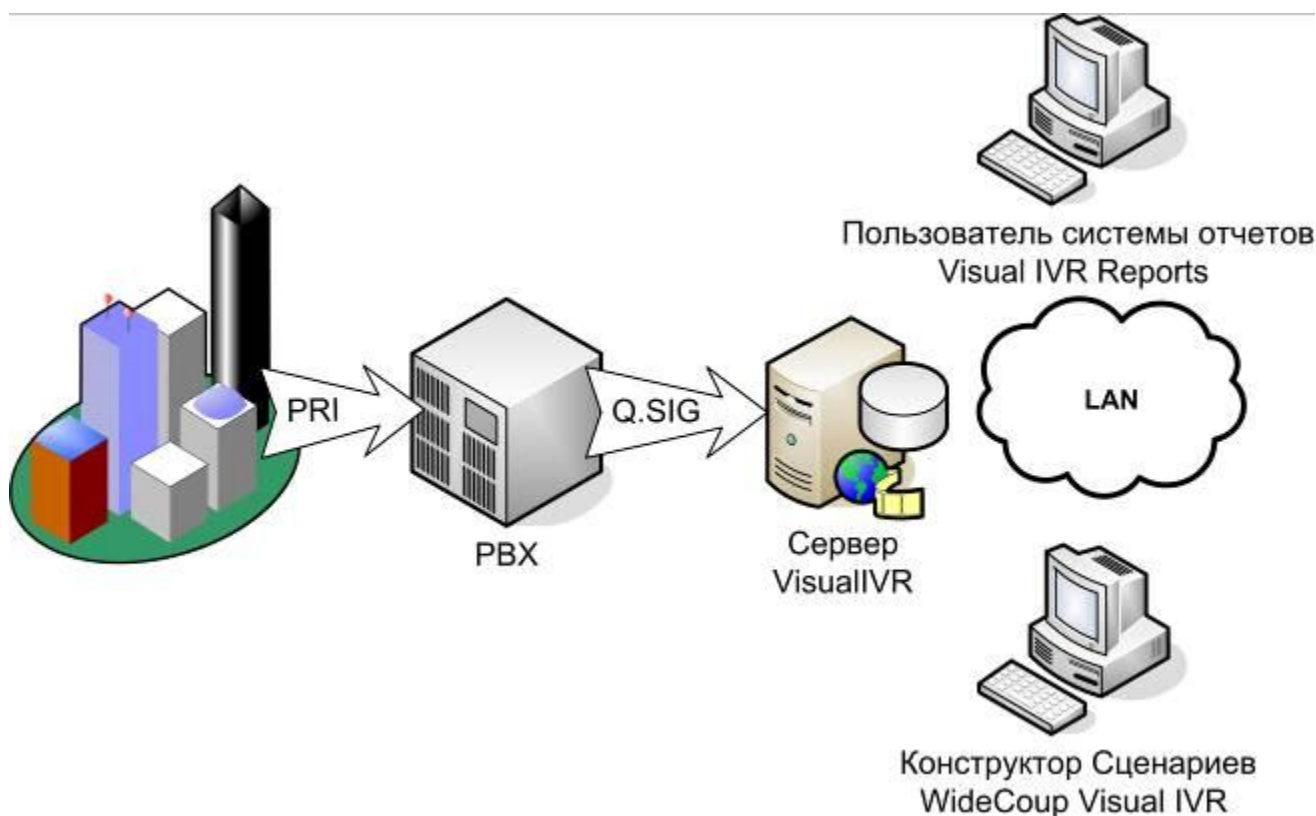 Пользователь системы отчетов
Visual IVR Reports
PRI
Q.SIG
LAN
PBX
Сервер
VisualIVR
Конструктор Сценариев
WideCoup Visual IVR